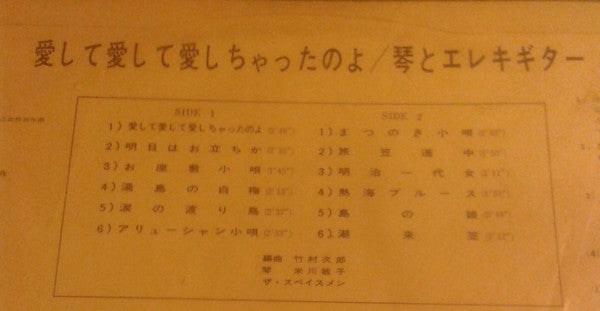 愛して愛して愛しちゃったのよ/琴とエレキギター
SIDE 1
1)愛して愛して愛しちゃったのよ
2)明日はお立ちか
3)お座敷小唄
4)湯島の白梅
5)涙の渡り鳥
6)アリューシャン小唄
SIDE 2
1)まつのき小唄
2)旅笠道中
3)明治一代女
4)熱海ブルース
5)島の娘
6)潮来笠
編曲 竹村次郎
琴 米川敏子
ザ・スペイスメン